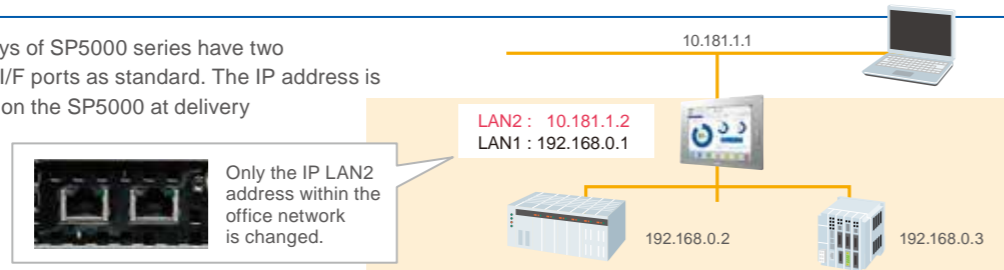 ys of SP5000 series have two
I/F ports as standard. The IP address is
on the SP5000 at delivery
10.181.1.1
LAN2 : 10.181.1.2
LAN1 : 192.168.0.1
Only the IP LAN2
address within the
office network
is changed.
192.168.0.2
192.168.0.3